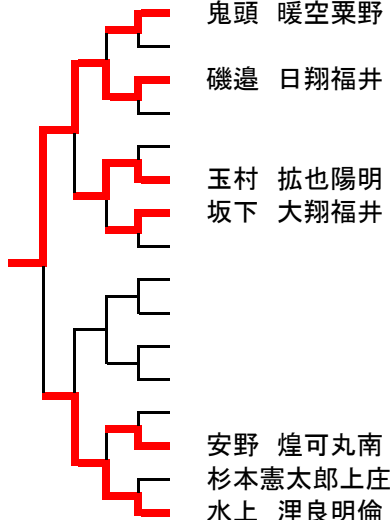 鬼頭 暖空粟野
磯邉 日翔福井
玉村 拡也陽明
坂下 大翔福井
安野 煌可丸南
杉本憲太郎上庄
水上 浬良明倫